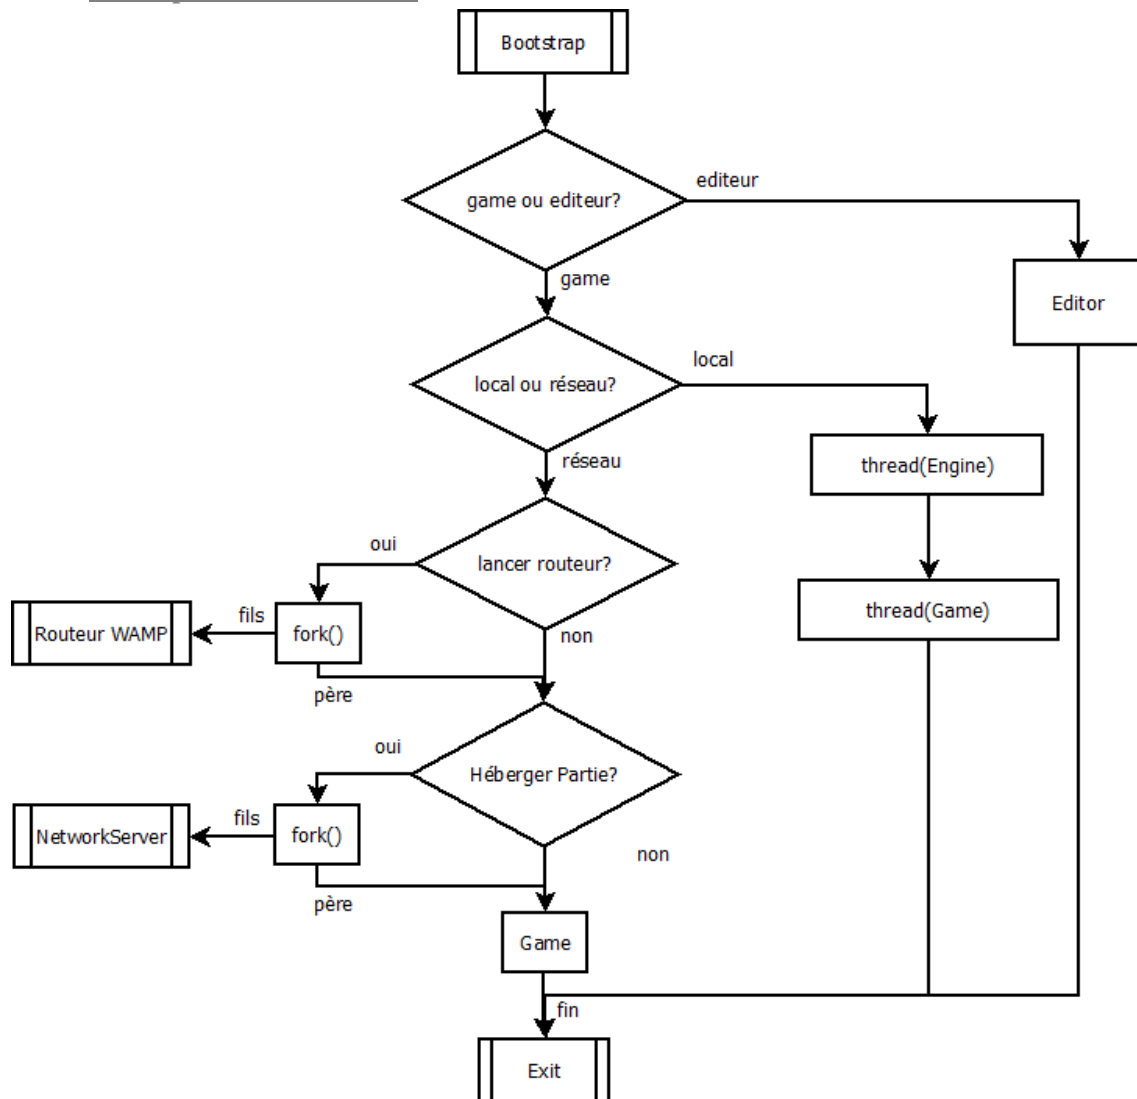 Bootstrap
game ou editeur?
editeur
game
Editor
local ou réseau?
local
réseau
thread(Engine)
lancer routeur?
oui
non
thread(Game)
fork()
fils
Routeur WAMP
père
Héberger Partie?
oui
non
fork()
fils
NetworkServer
père
Game
fin
Exit